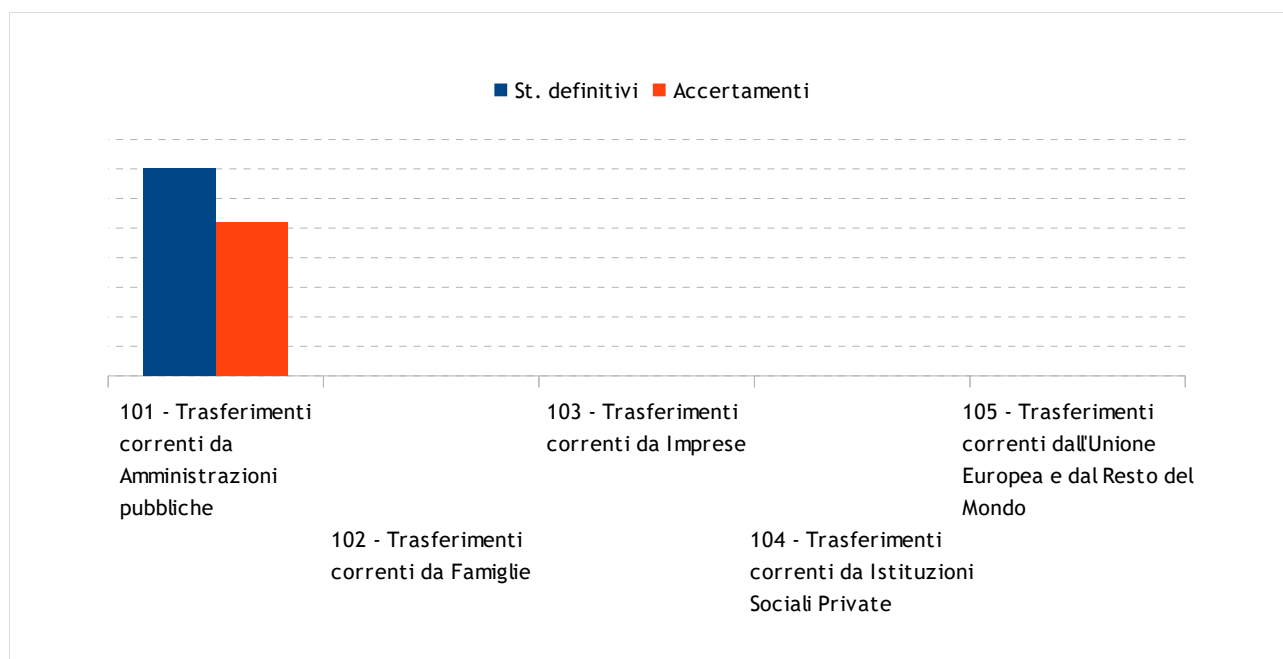 St. definitivi Accertamenti
101 - Trasferimenti
correnti da
Amministrazioni
pubbliche
102 - Trasferimenti
correnti da Famiglie
103 - Trasferimenti
correnti da Imprese
104 - Trasferimenti
correnti da Istituzioni
Sociali Private
105 - Trasferimenti
correnti dall'Unione
Europea e dal Resto del
Mondo